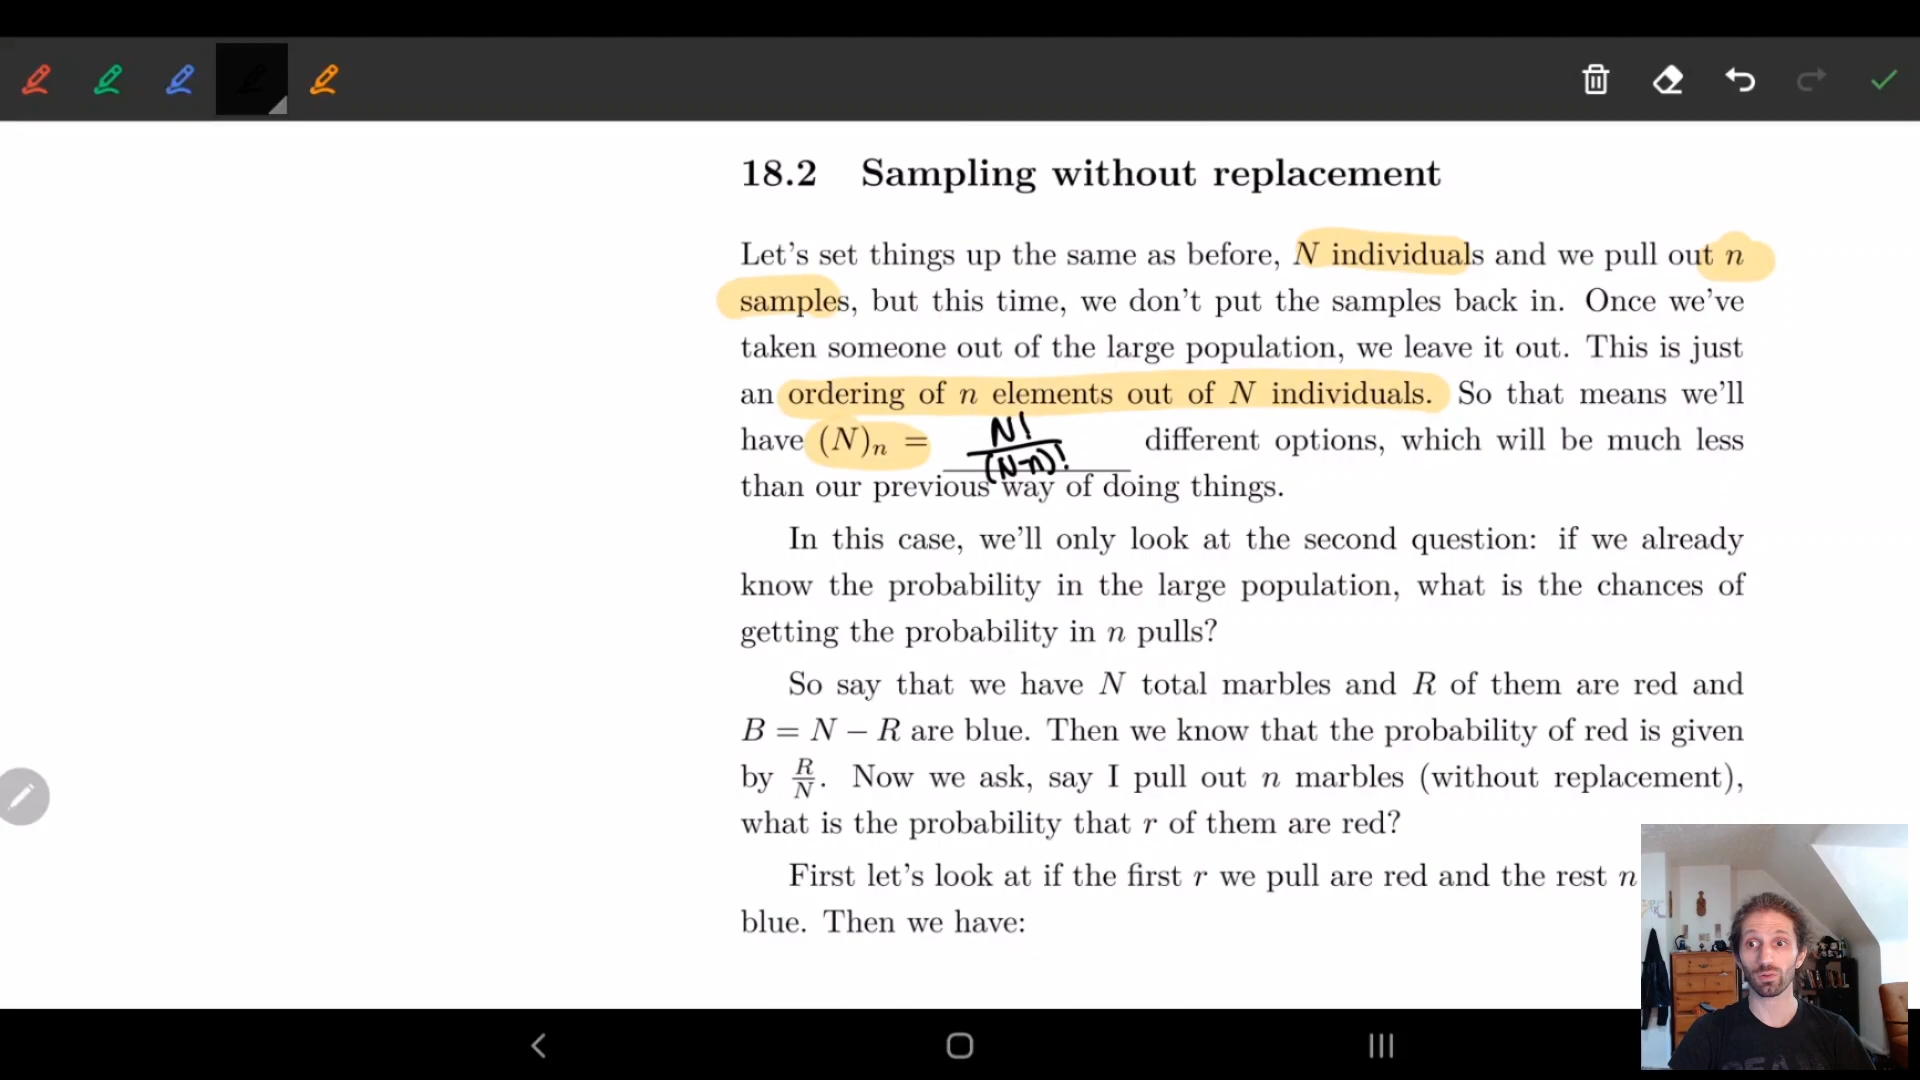 18.2 Sampling without replacement
Let's set things up the same as before, N individuals and we pull out n
samples, but this time, we don't put the samples back in. Once we've
taken someone out of the large population, we leave it out. This is just
an ordering of n elements out of N individuals. So that means we'll
have (N)ₙ = N!/(N-n)! different options, which will be much less
than our previous way of doing things.
In this case, we'll only look at the second question: if we already
know the probability in the large population, what is the chances of
getting the probability in n pulls?
So say that we have N total marbles and R of them are red and
B = N − R are blue. Then we know that the probability of red is given
by R/N. Now we ask, say I pull out n marbles (without replacement),
what is the probability that r of them are red?
First let's look at if the first r we pull are red and the rest n
blue. Then we have: